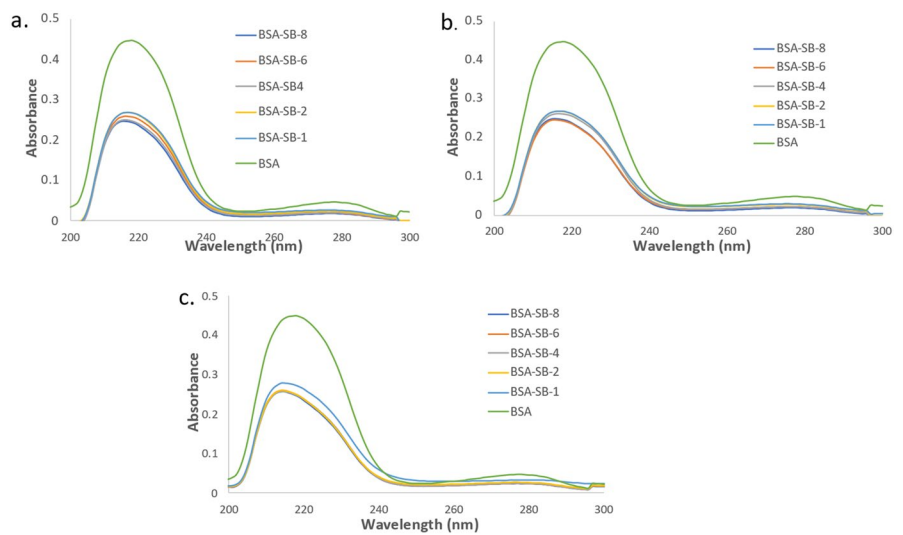 a.
0.5
0.4
0.3
0.2
0.1
0
Absorbance
200
220
240
260
280
300
Wavelength (nm)
BSA-SB-8
BSA-SB-6
BSA-SB4
BSA-SB-2
BSA-SB-1
BSA
b.
0.5
0.4
0.3
0.2
0.1
0
Absorbance
200
220
240
260
280
300
Wavelength (nm)
BSA-SB-8
BSA-SB-6
BSA-SB-4
BSA-SB-2
BSA-SB-1
BSA
c.
0.5
0.4
0.3
0.2
0.1
0
Absorbance
200
220
240
260
280
300
Wavelength (nm)
BSA-SB-8
BSA-SB-6
BSA-SB-4
BSA-SB-2
BSA-SB-1
BSA